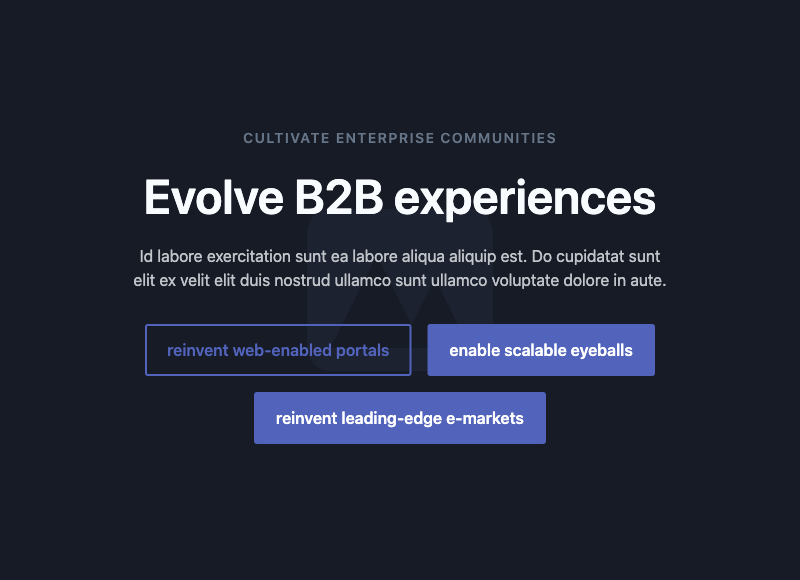 CULTIVATE ENTERPRISE COMMUNITIES
Evolve B2B experiences
Id labore exercitation sunt ea labore aliqua aliquip est. Do cupidatat sunt
elit ex velit elit duis nostrud ullamco sunt ullamco voluptate dolore in aute.
reinvent web-enabled portals
enable scalable eyeballs
reinvent leading-edge e-markets